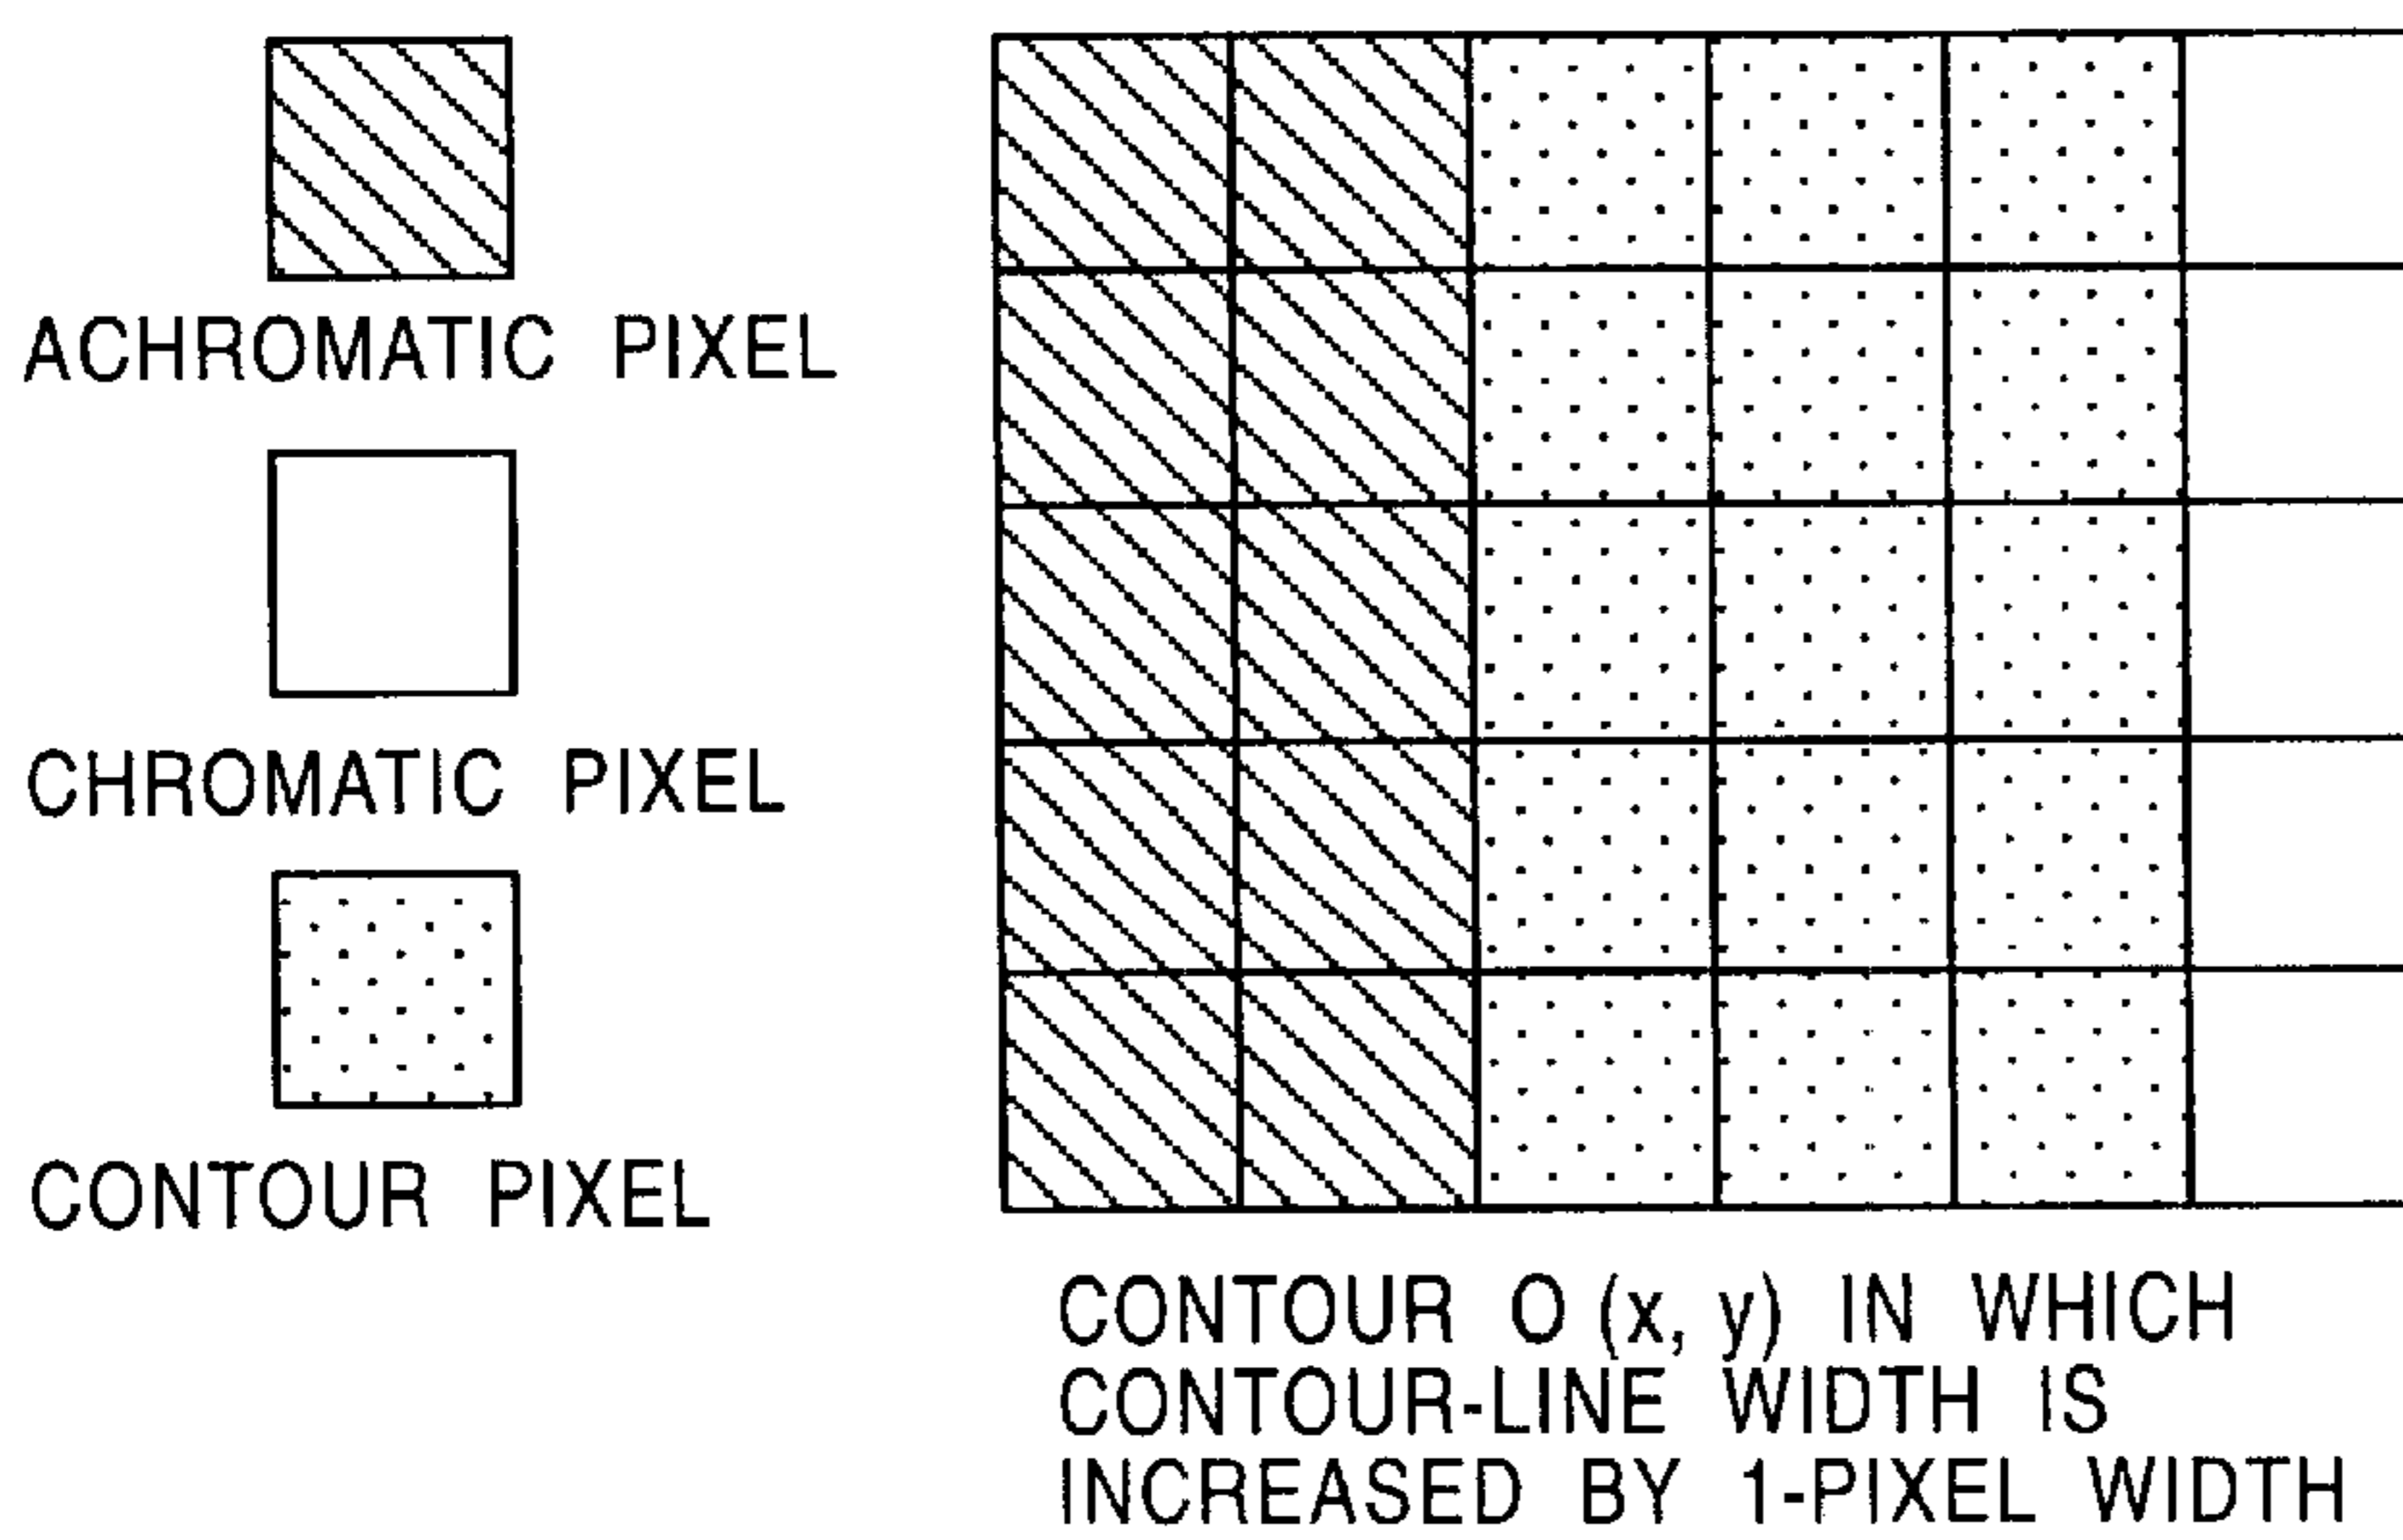 ACHROMATIC PIXEL
CHROMATIC PIXEL
CONTOUR PIXEL
CONTOUR O (x, y) IN WHICH
CONTOUR-LINE WIDTH IS
INCREASED BY 1-PIXEL WIDTH